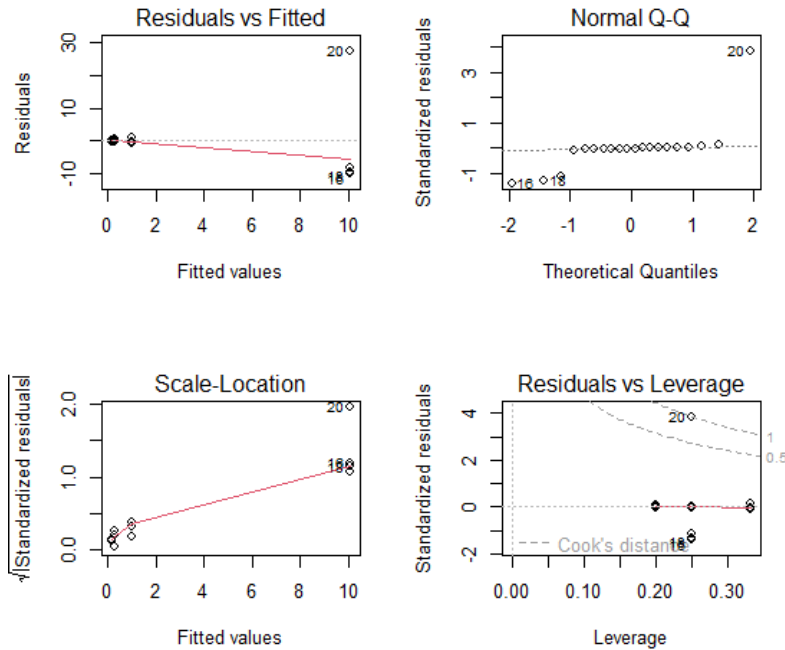 Residuals vs Fitted
Residuals
30
10
-10
20
18
0 2 4 6 8 10
Fitted values
Normal Q-Q
Standardized residuals
3
1
-1
20
16 18
-2 -1 0 1 2
Theoretical Quantiles
Scale-Location
√|Standardized residuals|
2.0
1.0
0.0
20
0 2 4 6 8 10
Fitted values
Residuals vs Leverage
Standardized residuals
4
2
0
-2
20
1
0.5
Cook's distance
0.00 0.10 0.20 0.30
Leverage